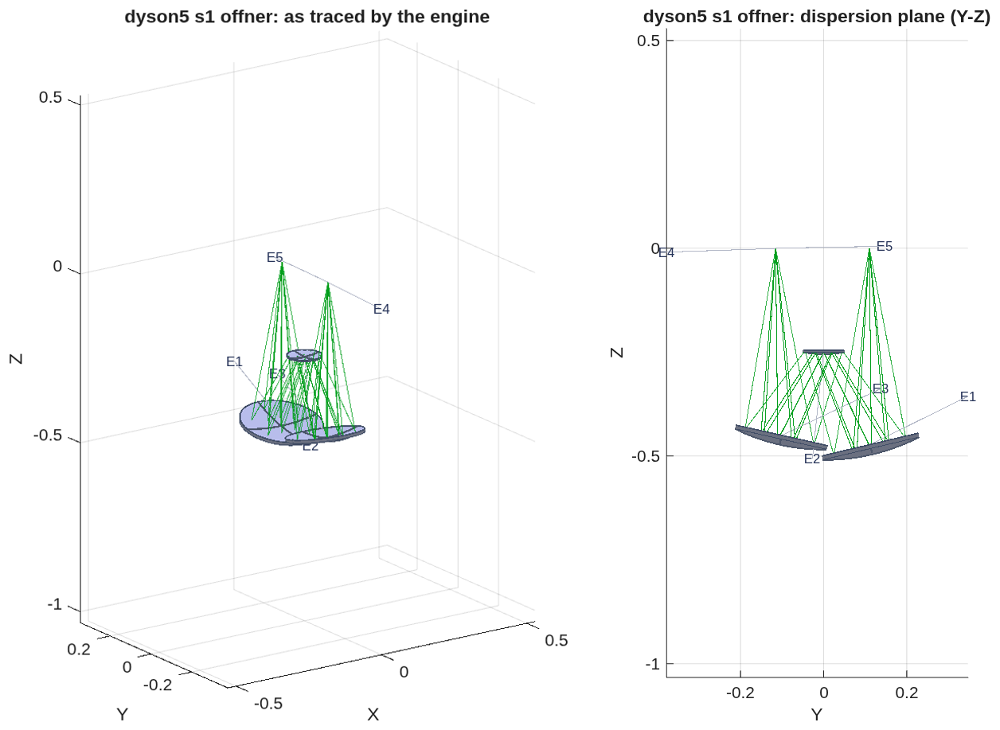 dyson5 s1 offner: as traced by the engine
0.5
0
-0.5
-1
Z
E5
E4
E1
E3
E2
0.2
0
-0.2
Y
-0.5
0
0.5
X
dyson5 s1 offner: dispersion plane (Y-Z)
0.5
0
-0.5
-1
Z
E4
E5
E3
E1
E2
-0.2
0
0.2
Y